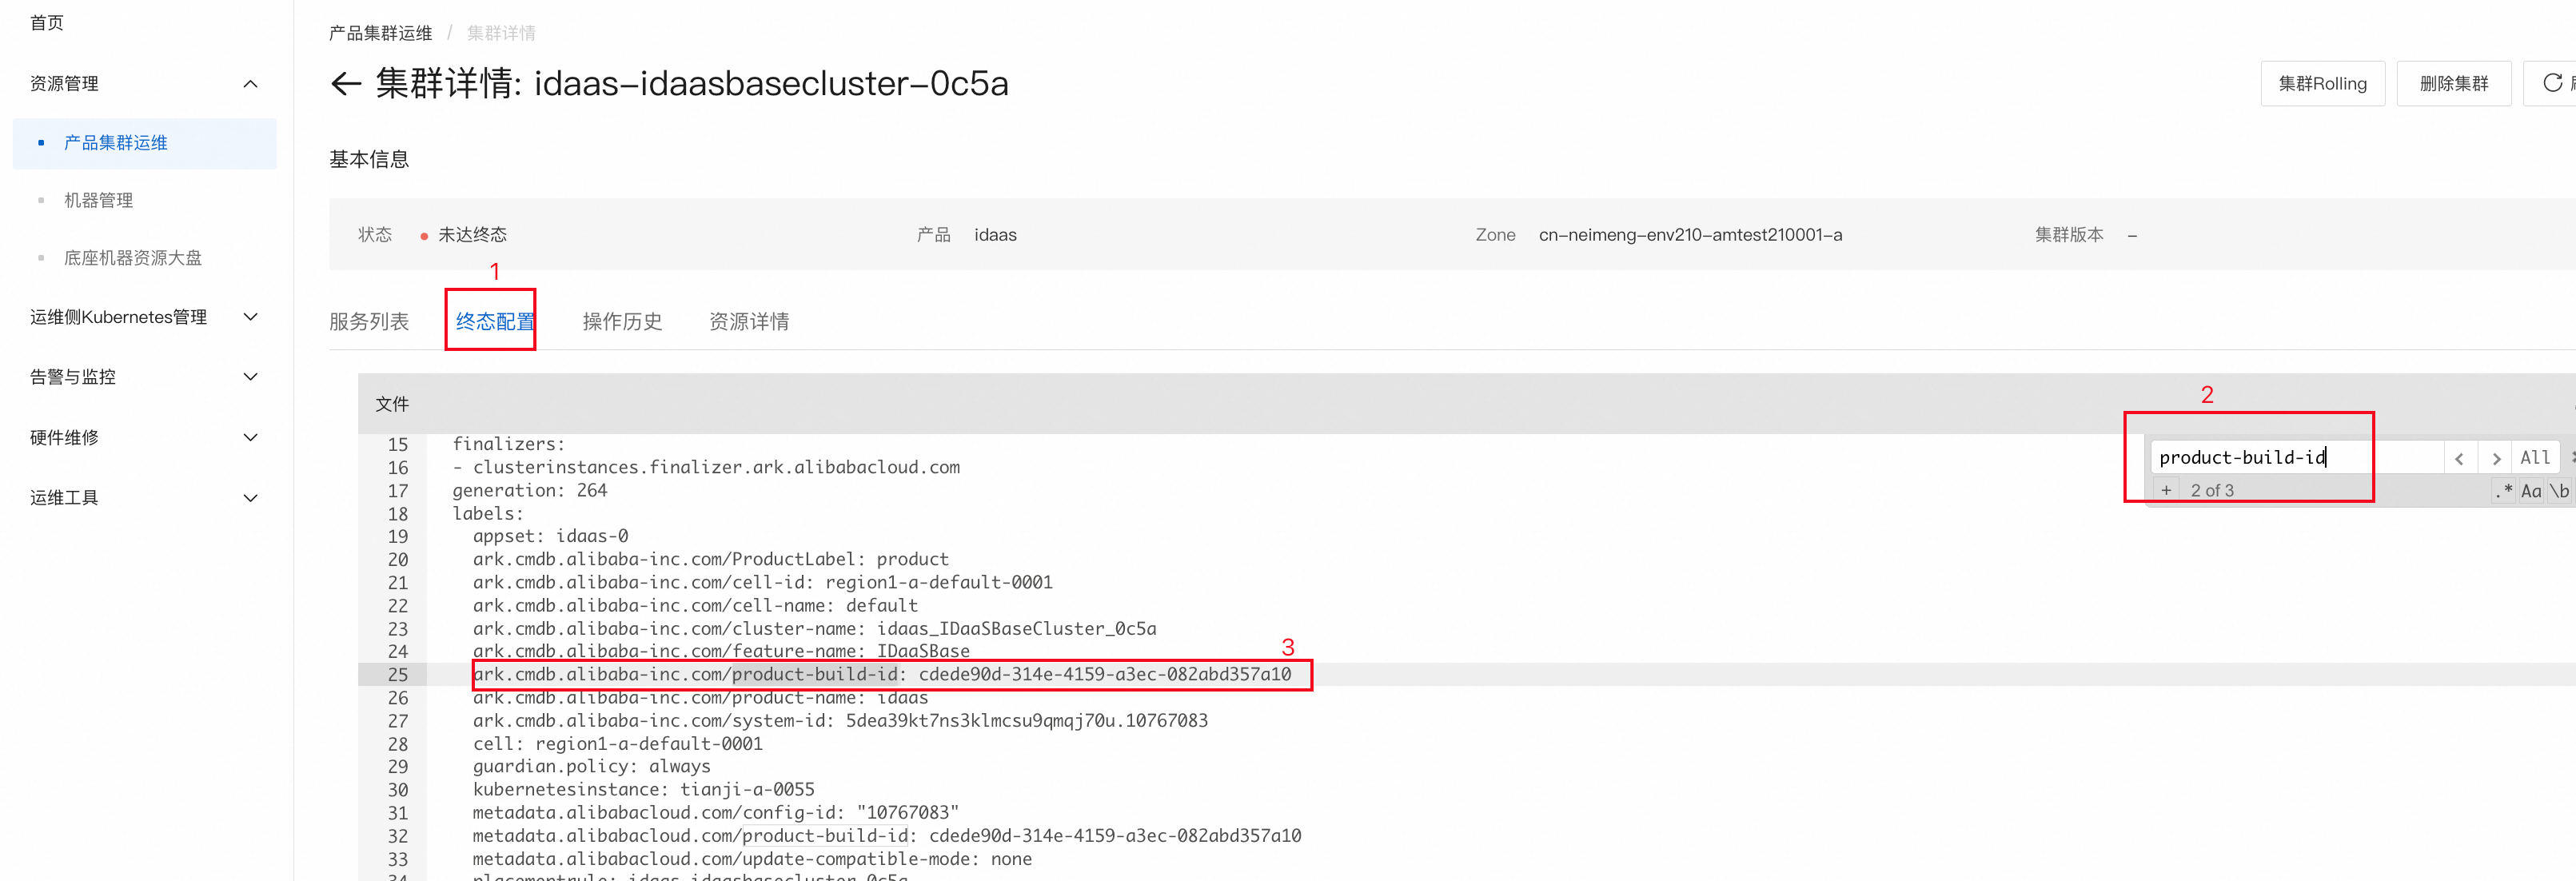 首页
资源管理
产品集群运维
机器管理
底座机器资源大盘
运维侧Kubernetes管理
告警与监控
硬件维修
运维工具
产品集群运维 / 集群详情
集群详情: idaas-idaasbasecluster-0c5a
集群Rolling
删除集群
基本信息
状态 未达终态 产品 idaas Zone cn-neimeng-env210-amtest210001-a 集群版本 -
1
服务列表 终态配置 操作历史 资源详情
文件
2
product-build-id
All
+ 2 of 3 .* Aa \b
15 finalizers:
16 - clusterinstances.finalizer.ark.alibabacloud.com
17 generation: 264
18 labels:
19 appset: idaas-0
20 ark.cmdb.alibaba-inc.com/ProductLabel: product
21 ark.cmdb.alibaba-inc.com/cell-id: region1-a-default-0001
22 ark.cmdb.alibaba-inc.com/cell-name: default
23 ark.cmdb.alibaba-inc.com/cluster-name: idaas_IDaaSBaseCluster_0c5a
24 ark.cmdb.alibaba-inc.com/feature-name: IDaaSBase
3
25 ark.cmdb.alibaba-inc.com/product-build-id: cdede90d-314e-4159-a3ec-082abd357a10
26 ark.cmdb.alibaba-inc.com/product-name: idaas
27 ark.cmdb.alibaba-inc.com/system-id: 5dea39kt7ns3klmcsu9qmqj70u.10767083
28 cell: region1-a-default-0001
29 guardian.policy: always
30 kubernetesinstance: tianji-a-0055
31 metadata.alibabacloud.com/config-id: "10767083"
32 metadata.alibabacloud.com/product-build-id: cdede90d-314e-4159-a3ec-082abd357a10
33 metadata.alibabacloud.com/update-compatible-mode: none
34 placementrule: idaas.idaasbasecluster-0c5a